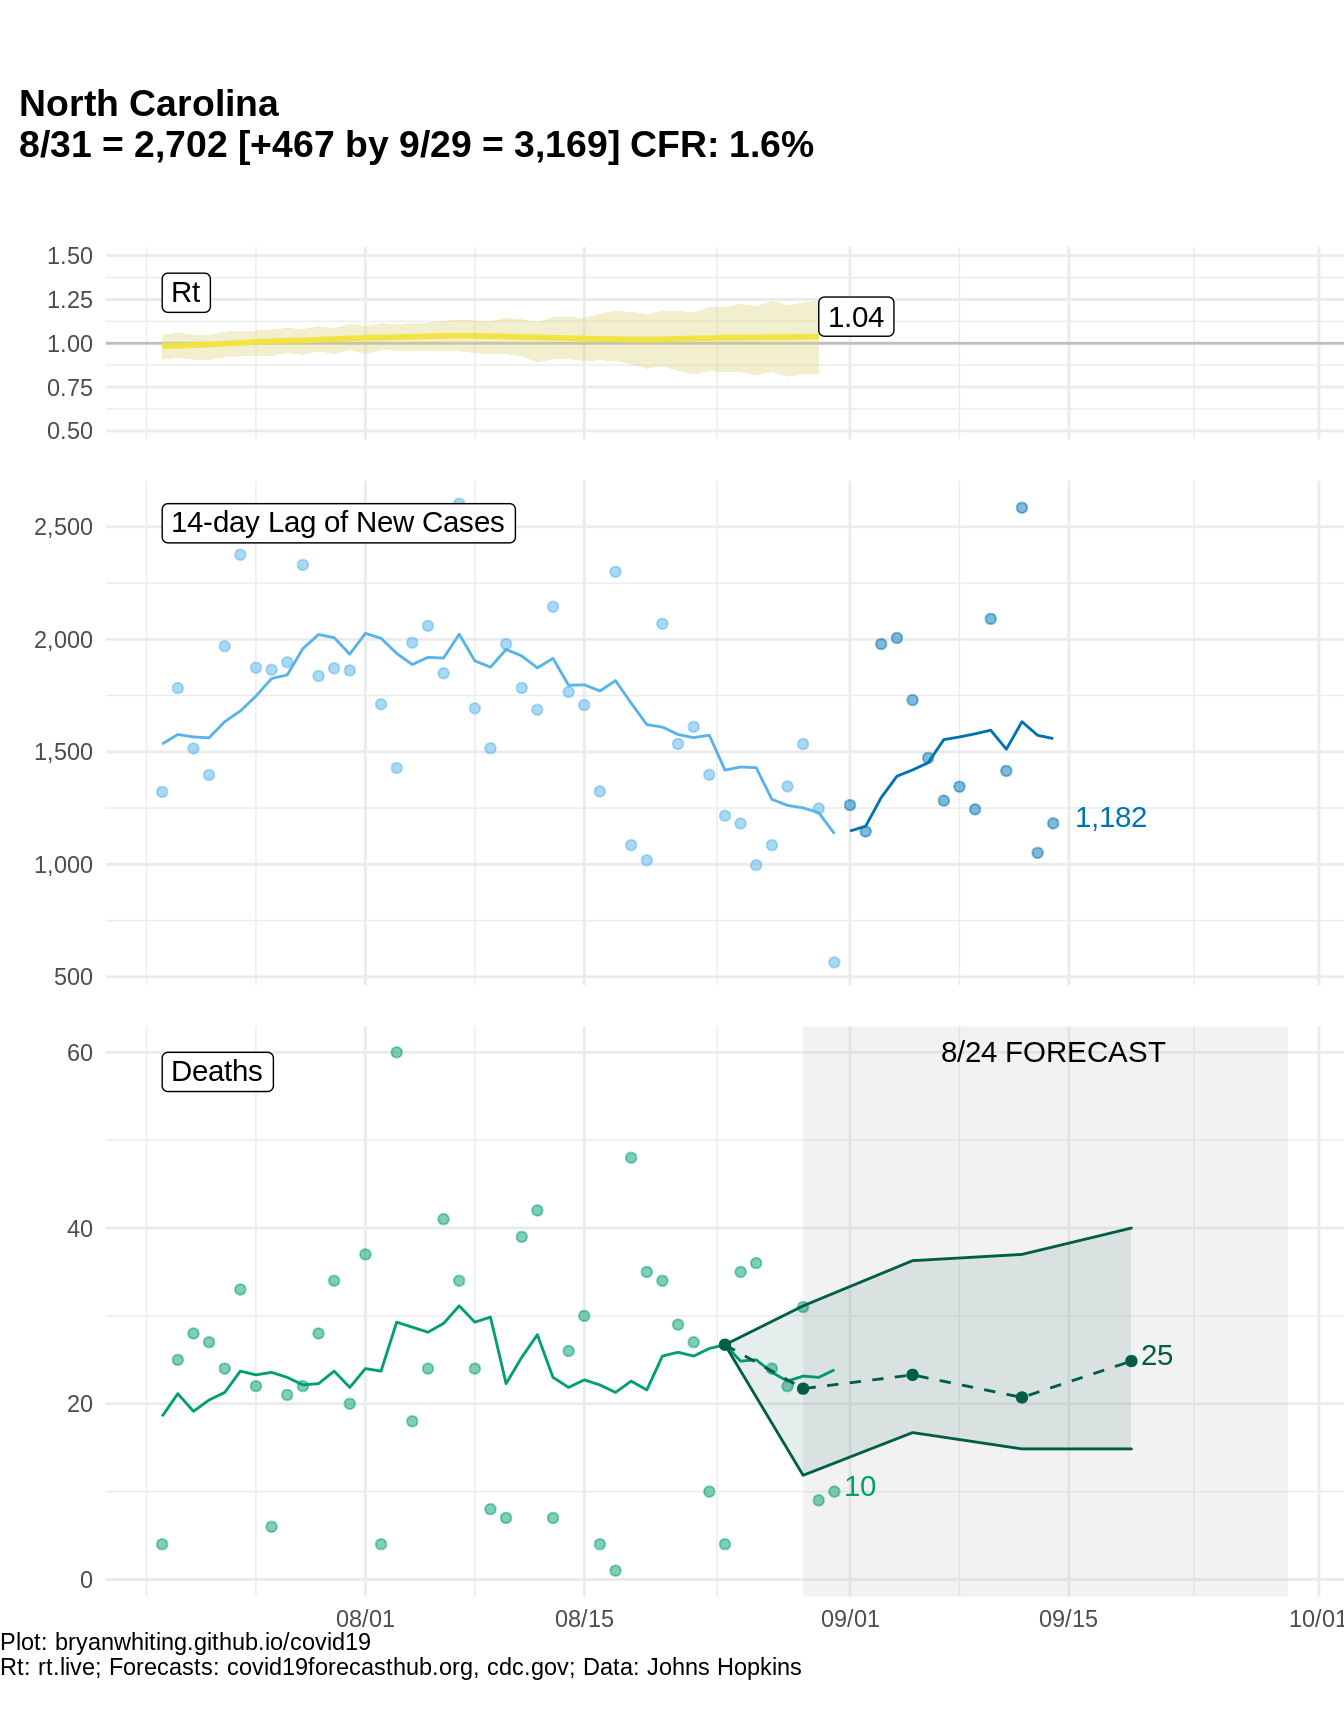 North Carolina
8/31 = 2,702 [+467 by 9/29 = 3,169] CFR: 1.6%
1.50
Rt
1.25
1.04
1.00
0.75
0.50
14-day Lag of New Cases
2,500
2,000
1,500
1,182
1,000
500
8/24 FORECAST
60
Deaths
40
25
20
10
0
08/01 08/15 09/01 09/15 10/01
Plot: bryanwhiting.github.io/covid19
Rt: rt.live; Forecasts: covid19forecasthub.org, cdc.gov; Data: Johns Hopkins